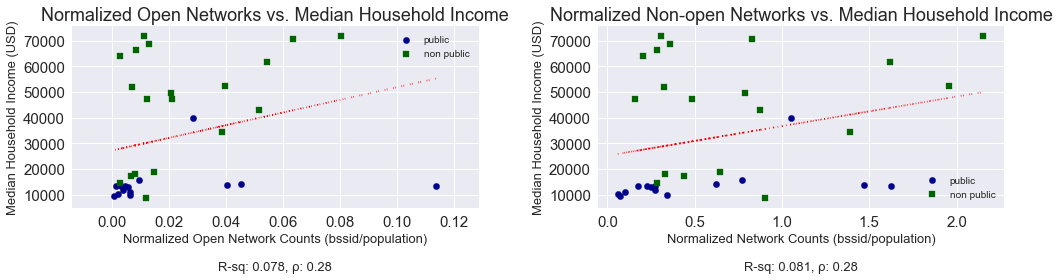 Normalized Open Networks vs. Median Household Income
Median Household Income (USD)
70000
60000
50000
40000
30000
20000
10000
public
non public
0.00 0.02 0.04 0.06 0.08 0.10 0.12
Normalized Open Network Counts (bssid/population)
R-sq: 0.078, ρ: 0.28
Normalized Non-open Networks vs. Median Household Income
Median Household Income (USD)
70000
60000
50000
40000
30000
20000
10000
public
non public
0.0 0.5 1.0 1.5 2.0
Normalized Network Counts (bssid/population)
R-sq: 0.081, ρ: 0.28